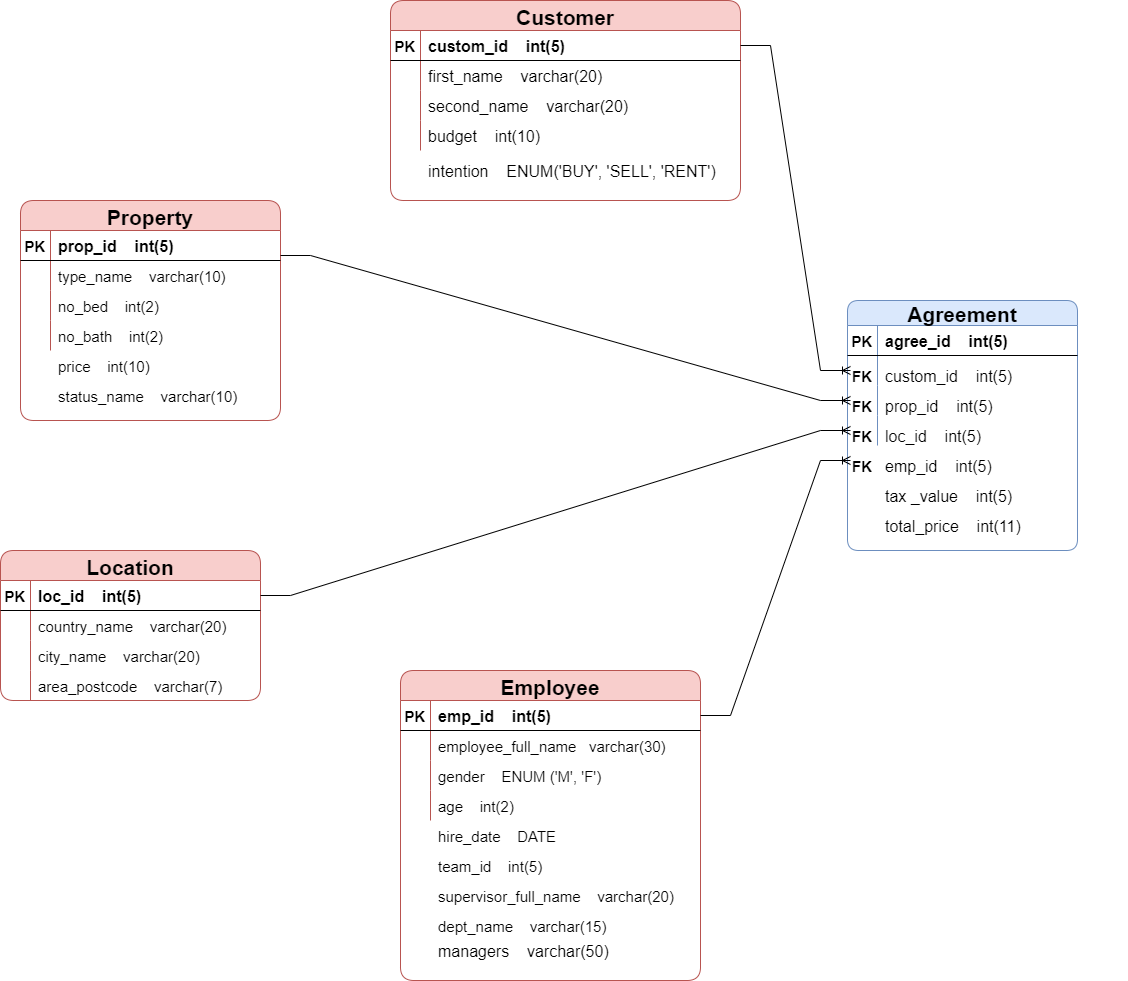 Customer
PK custom_id int(5)
first_name varchar(20)
second_name varchar(20)
budget int(10)
intention ENUM('BUY', 'SELL', 'RENT')
Property
PK prop_id int(5)
type_name varchar(10)
no_bed int(2)
no_bath int(2)
price int(10)
status_name varchar(10)
Agreement
PK agree_id int(5)
FK custom_id int(5)
FK prop_id int(5)
FK loc_id int(5)
FK emp_id int(5)
tax _value int(5)
total_price int(11)
Location
PK loc_id int(5)
country_name varchar(20)
city_name varchar(20)
area_postcode varchar(7)
Employee
PK emp_id int(5)
employee_full_name varchar(30)
gender ENUM ('M', 'F')
age int(2)
hire_date DATE
team_id int(5)
supervisor_full_name varchar(20)
dept_name varchar(15)
managers varchar(50)